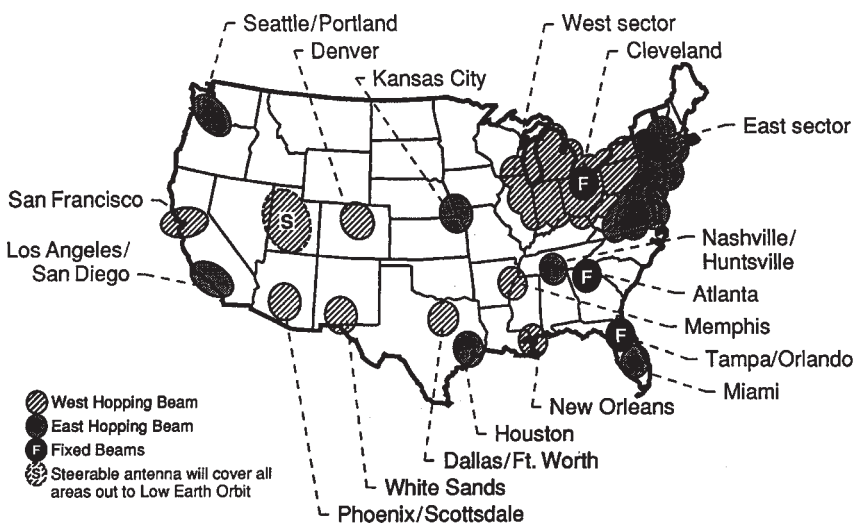 Seattle/Portland
West sector
Denver
Cleveland
Kansas City
East sector
San Francisco
Los Angeles/
San Diego
S
F
Nashville/
Huntsville
F
Atlanta
Memphis
F
Tampa/Orlando
Miami
New Orleans
Houston
Dallas/Ft. Worth
White Sands
Phoenix/Scottsdale
West Hopping Beam
East Hopping Beam
F Fixed Beams
S Steerable antenna will cover all
areas out to Low Earth Orbit